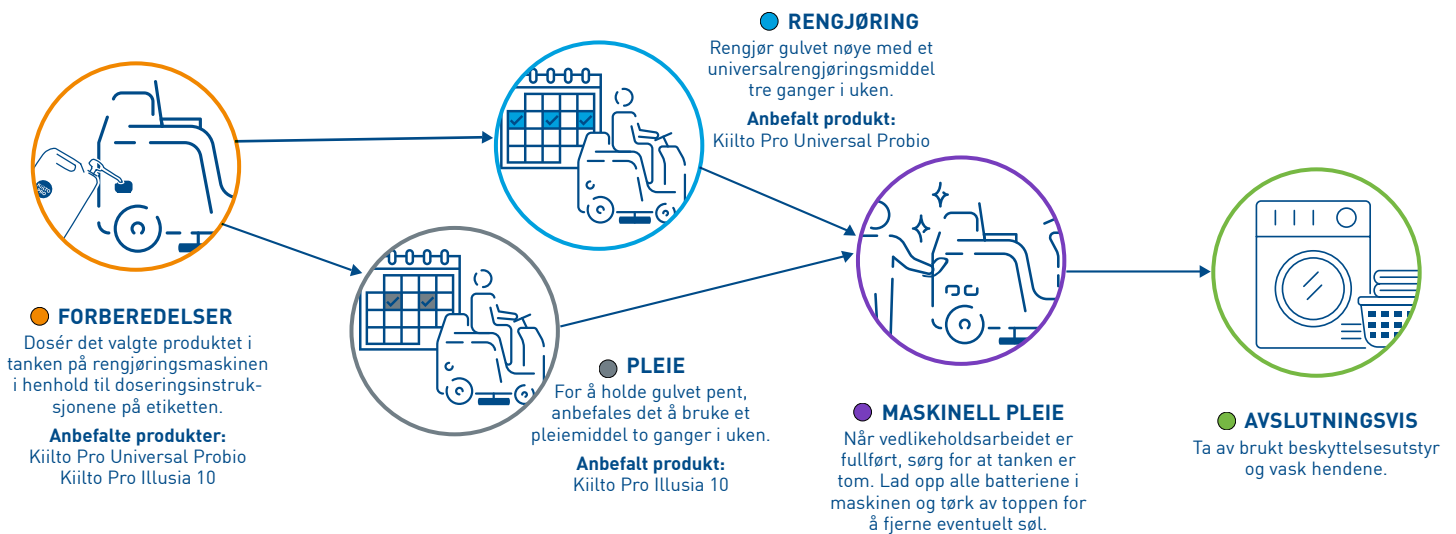 FORBEREDELSER
Dosér det valgte produktet i
tanken på rengjøringsmaskinen
i henhold til doseringsinstruk-
sjonene på etiketten.
Anbefalte produkter:
Kiilto Pro Universal Probio
Kiilto Pro Illusia 10
RENGJØRING
Rengjør gulvet nøye med et
universalrengjøringsmiddel
tre ganger i uken.
Anbefalt produkt:
Kiilto Pro Universal Probio
PLEIE
For å holde gulvet pent,
anbefales det å bruke et
pleiemiddel to ganger i uken.
Anbefalt produkt:
Kiilto Pro Illusia 10
MASKINELL PLEIE
Når vedlikeholdsarbeidet er
fullført, sørg for at tanken er
tom. Lad opp alle batteriene i
maskinen og tørk av toppen for
å fjerne eventuelt søl.
AVSLUTNINGSVIS
Ta av brukt beskyttelsesutstyr
og vask hendene.